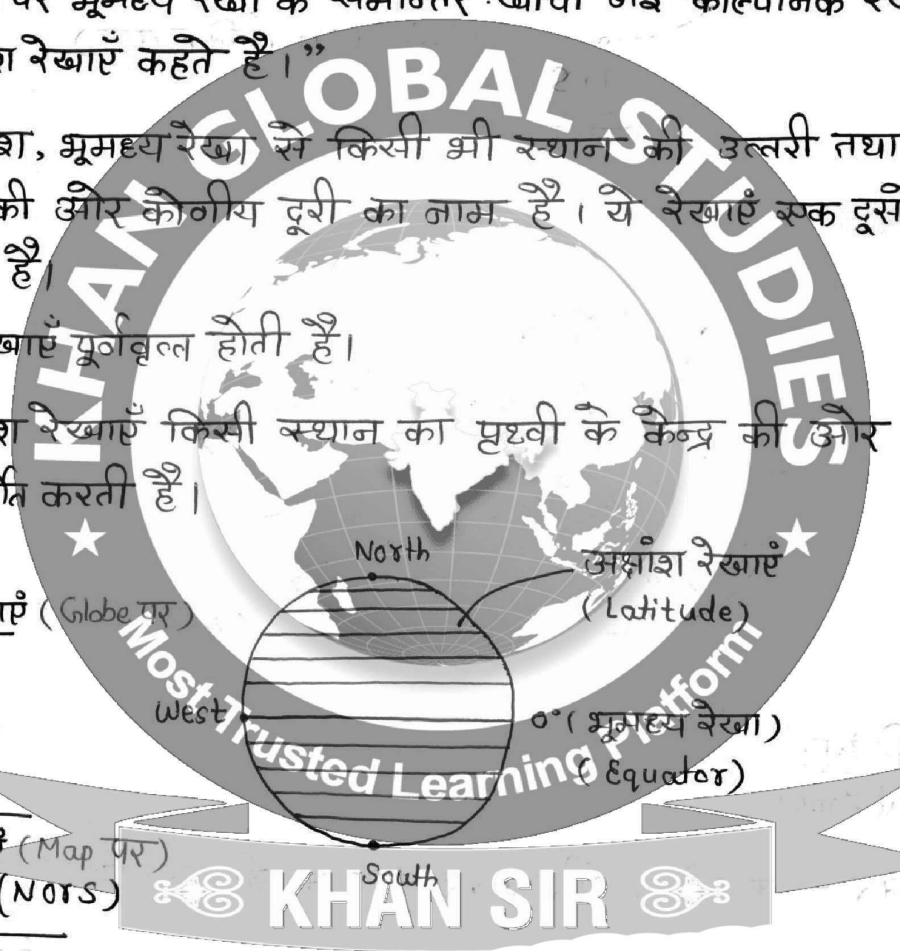 पर भूमध्य रेखा के समान्तर खींची गई काल्पनिक
रेखाएँ कहते है।”
भूमध्य रेखा से किसी भी स्थान की उत्तरी तथा
की ओर कोणीय दूरी का नाम है। ये रेखाएं एक दूसे
है।
पूर्णवृत्त होती है।
रेखाएँ किसी स्थान का पृथ्वी के केन्द्र की ओर
करती है।
North
अक्षांश रेखाएं
(Globe पर)
(Latitude)
West
0° (भूमध्य रेखा)
(Equator)
(Map पर)
South
(NorS)
KHAN GLOBAL STUDIES
Most Trusted Learning Platform
KHAN SIR